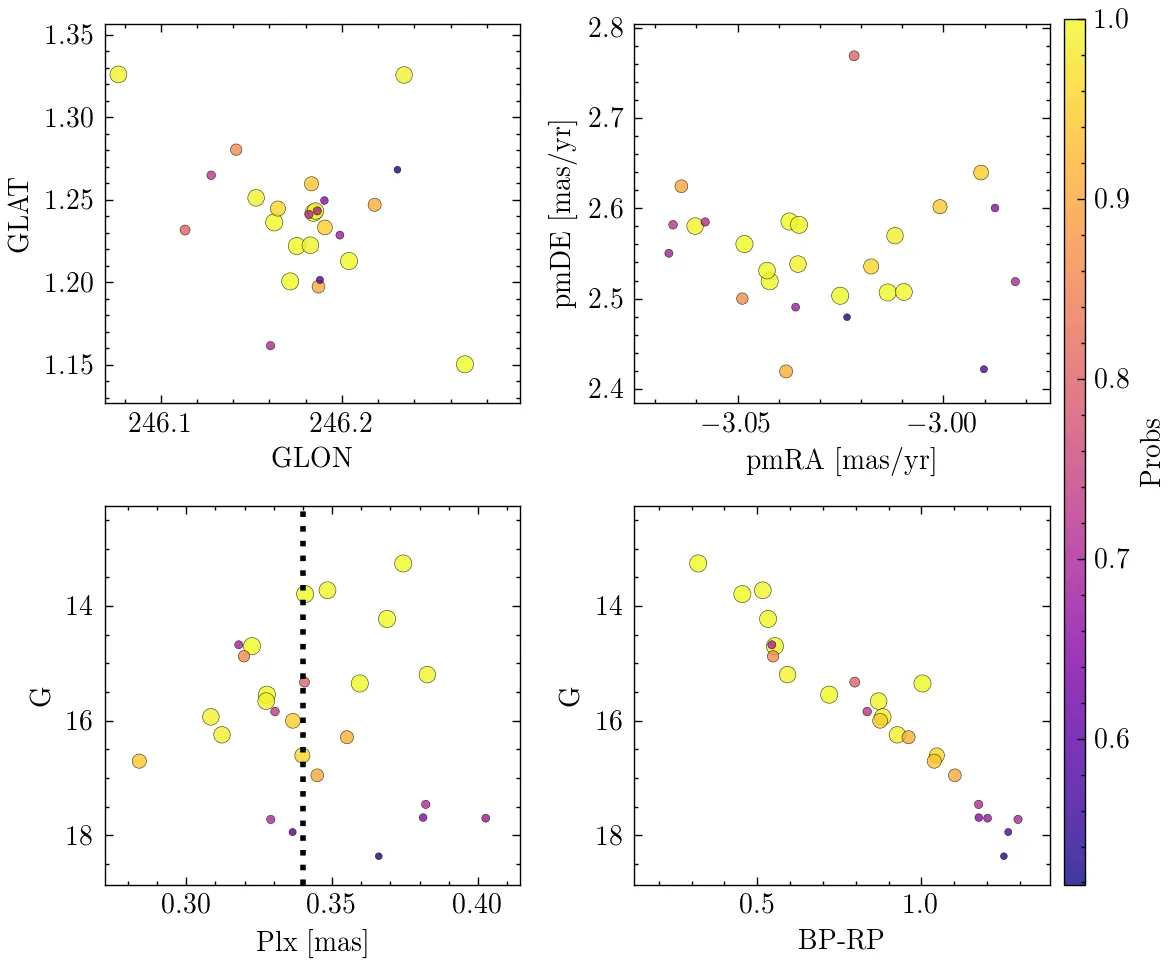 1.35
1.30
1.25
1.20
1.15
GLAT
246.1 246.2
GLON
2.8
2.7
2.6
2.5
2.4
pmDE [mas/yr]
−3.05 −3.00
pmRA [mas/yr]
14
16
18
G
0.30 0.35 0.40
Plx [mas]
14
16
18
G
0.5 1.0
BP-RP
1.0
0.9
0.8
0.7
0.6
Probs